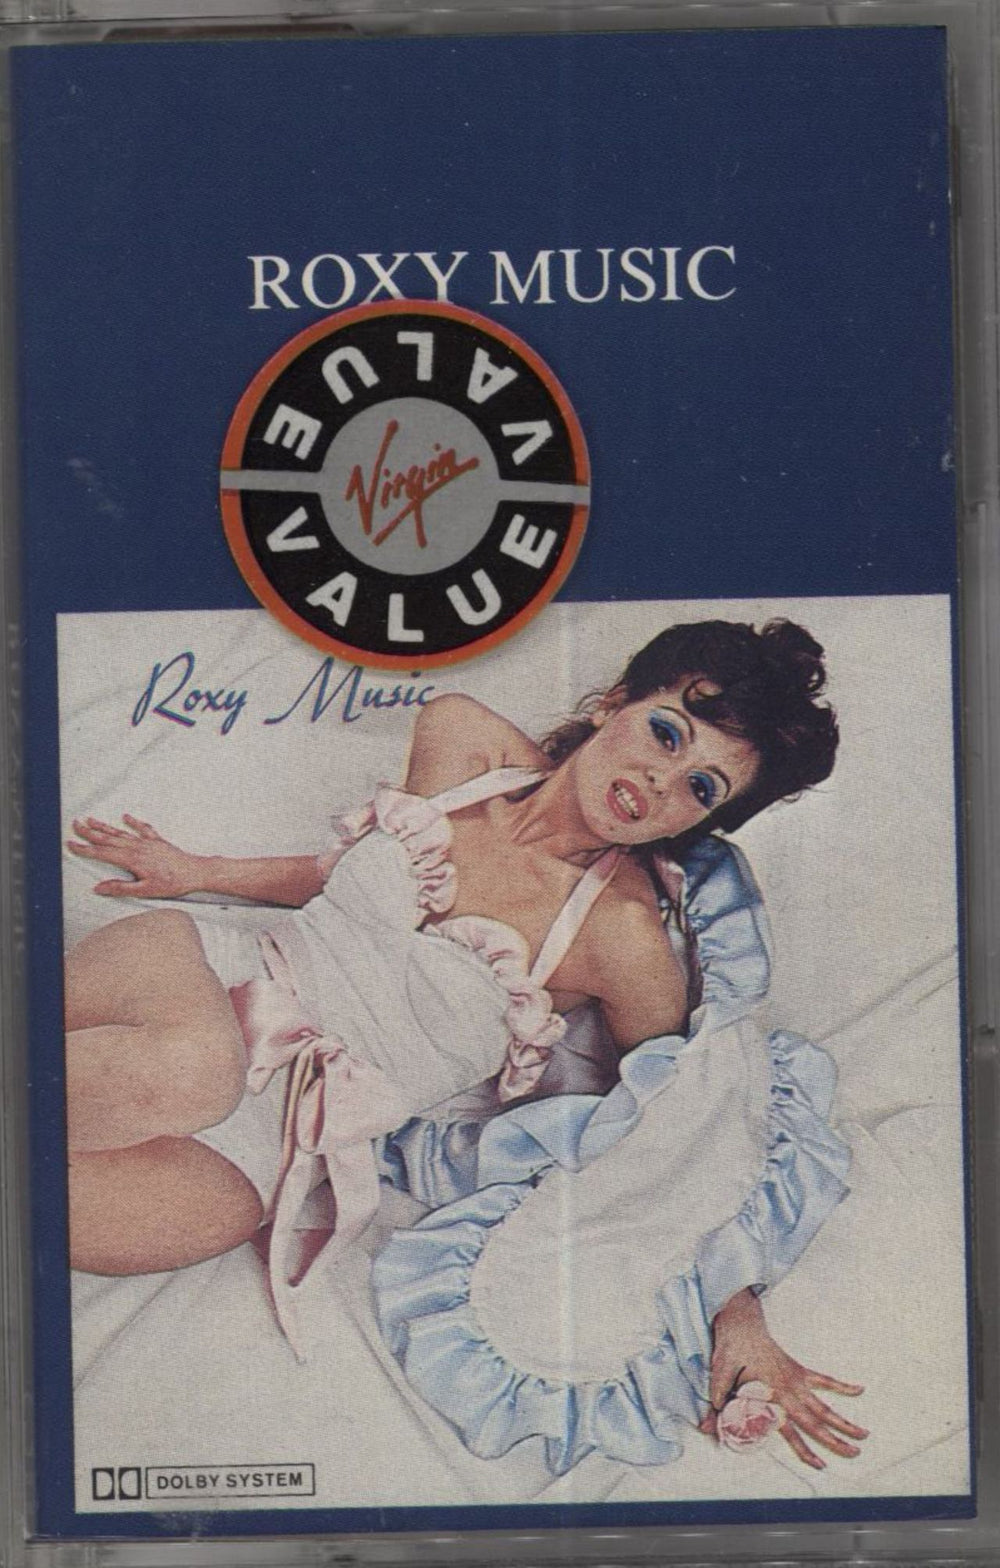 ROXY MUSIC
VALUE
Virgin
VALUE
Roxy Music
DOLBY SYSTEM